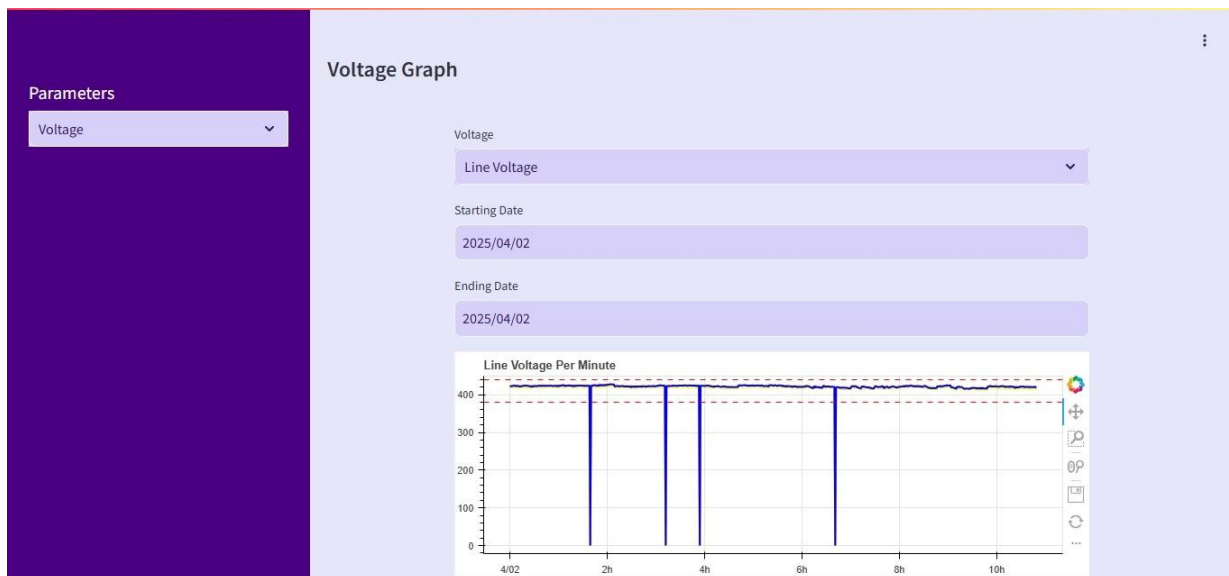 Parameters
Voltage
Voltage Graph
Voltage
Line Voltage
Starting Date
2025/04/02
Ending Date
2025/04/02
Line Voltage Per Minute
400
300
200
100
0
4/02 2h 4h 6h 8h 10h